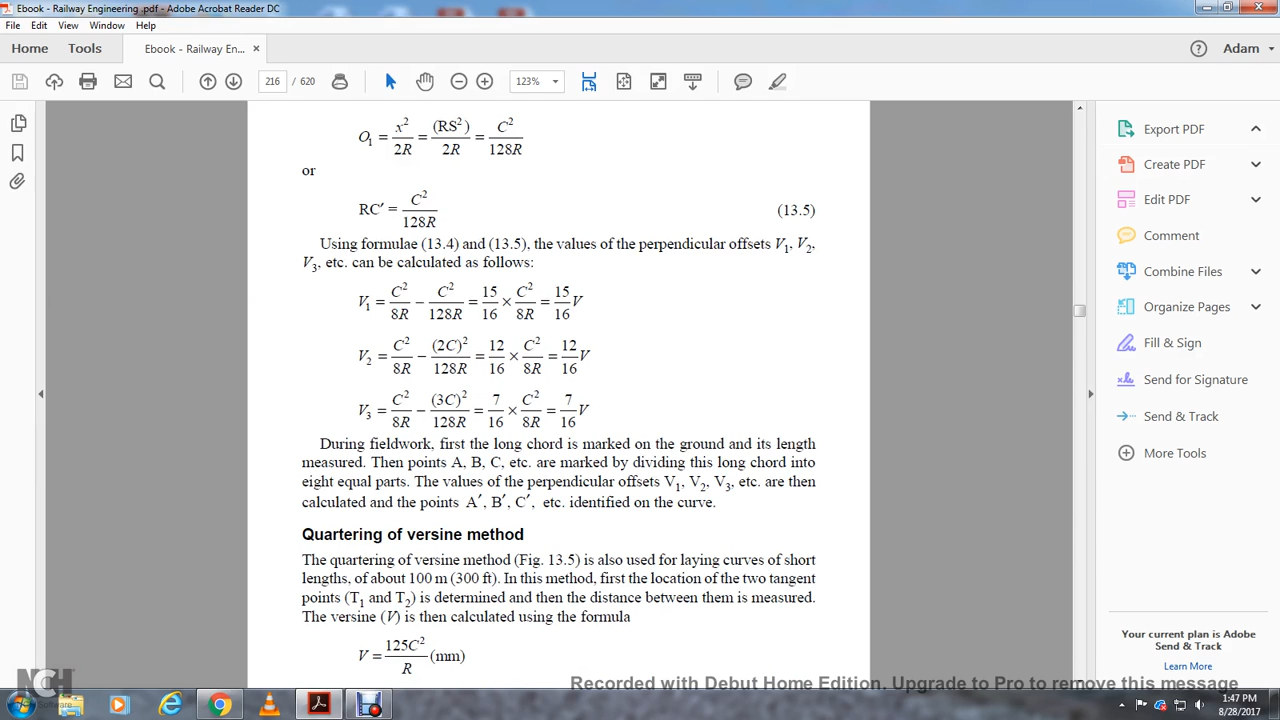 Ebook - Railway Engineering .pdf - Adobe Acrobat Reader DC
File Edit View Window Help
Home Tools Ebook - Railway En... × Adam
216 / 620 123%
O₁ = x²/2R = (RS²)/2R = C²/128R
or
RC′ = C²/128R (13.5)
Using formulae (13.4) and (13.5), the values of the perpendicular offsets V₁, V₂,
V₃, etc. can be calculated as follows:
V₁ = C²/8R − C²/128R = 15/16 × C²/8R = 15/16 V
V₂ = C²/8R − (2C)²/128R = 12/16 × C²/8R = 12/16 V
V₃ = C²/8R − (3C)²/128R = 7/16 × C²/8R = 7/16 V
During fieldwork, first the long chord is marked on the ground and its length
measured. Then points A, B, C, etc. are marked by dividing this long chord into
eight equal parts. The values of the perpendicular offsets V₁, V₂, V₃, etc. are then
calculated and the points A′, B′, C′, etc. identified on the curve.
Quartering of versine method
The quartering of versine method (Fig. 13.5) is also used for laying curves of short
lengths, of about 100 m (300 ft). In this method, first the location of the two tangent
points (T₁ and T₂) is determined and then the distance between them is measured.
The versine (V) is then calculated using the formula
V = 125C²/R (mm)
Export PDF
Create PDF
Edit PDF
Comment
Combine Files
Organize Pages
Fill & Sign
Send for Signature
Send & Track
More Tools
Your current plan is Adobe
Send & Track
Learn More
Recorded with Debut Home Edition. Upgrade to Pro to remove this message
NCH Software
1:47 PM
8/28/2017